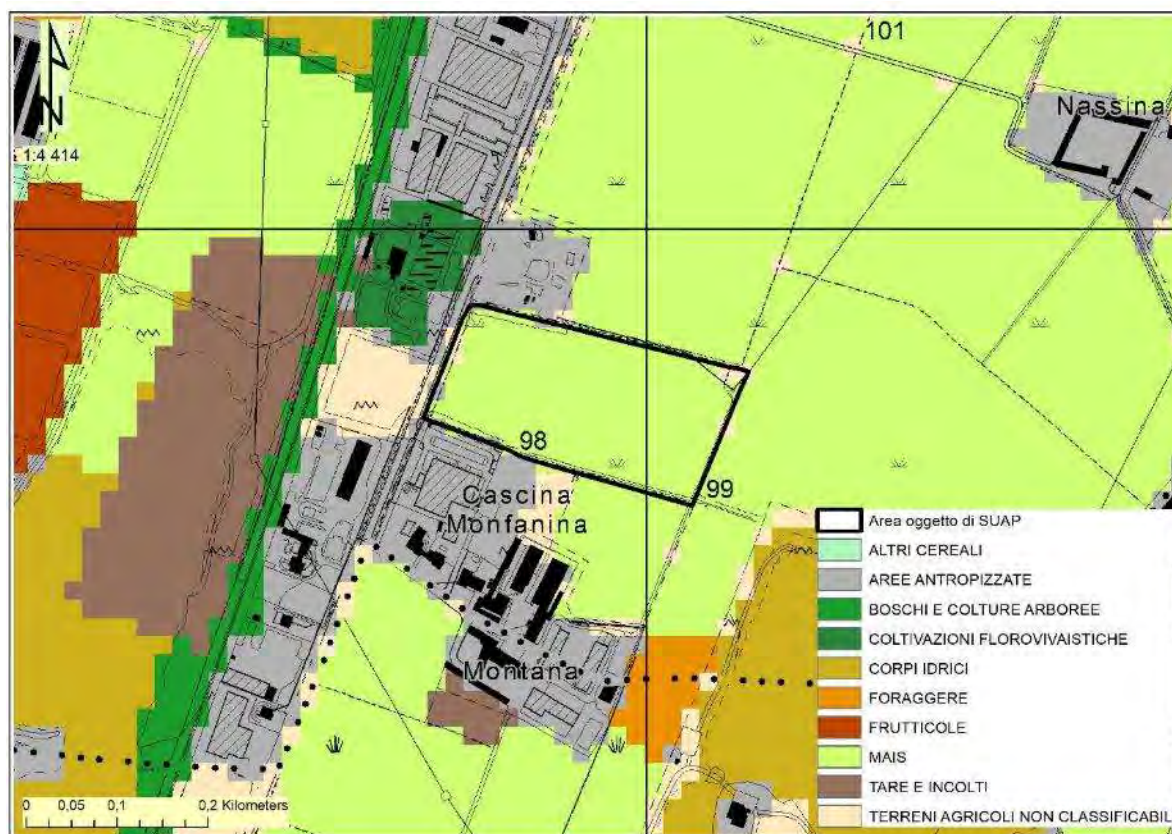 101
Nassina
N
1:4 414
98
99
Cascina
Monfanina
Montana
Area oggetto di SUAP
ALTRI CEREALI
AREE ANTROPIZZATE
BOSCHI E COLTURE ARBOREE
COLTIVAZIONI FLOROVIVAISTICHE
CORPI IDRICI
FORAGGERE
FRUTTICOLE
MAIS
TARE E INCOLTI
TERRENI AGRICOLI NON CLASSIFICABIL
0 0,05 0,1 0,2 Kilometers